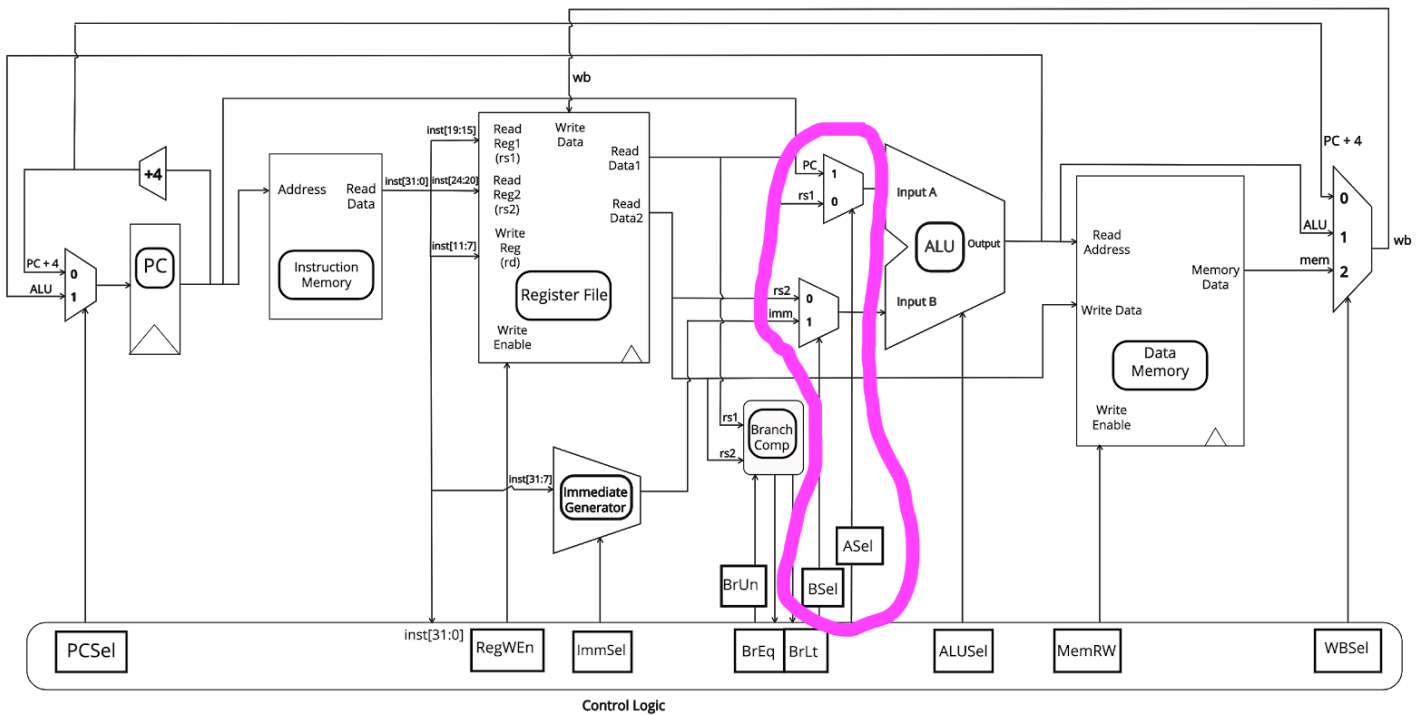 wb
PC + 4
+4
PC + 4
0
ALU
1
PC
Address
Read
Data
Instruction
Memory
inst[31:0]
inst[19:15]
inst[24:20]
inst[11:7]
Read
Reg1
(rs1)
Read
Reg2
(rs2)
Write
Reg
(rd)
Write
Data
Read
Data1
Read
Data2
Register File
Write
Enable
inst[31:7]
Immediate
Generator
PC
1
rs1
0
rs2
0
imm
1
Input A
ALU
Output
Input B
rs1
Branch
Comp
rs2
Read
Address
Memory
Data
Write Data
Data
Memory
Write
Enable
0
ALU
1
mem
2
wb
ASel
BrUn
BSel
inst[31:0]
PCSel
RegWEn
ImmSel
BrEq
BrLt
ALUSel
MemRW
WBSel
Control Logic